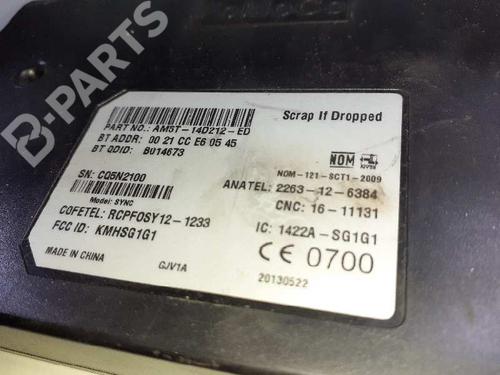 B-PARTS
Scrap If Dropped
PART NO.: AM5T-14D212-ED
BT ADDR: 00 21 CC E6 05 45
BT QDID: B014673
NOM
NOM-121-SCT1-2009
SN: CQ5N2100
Model: SYNC
ANATEL: 2263-12-6384
CNC: 16-11131
COFETEL: RCPFOSY12-1233
IC: 1422A-SG1G1
FCC ID: KMHSG1G1
CE 0700
MADE IN CHINA
GJV1A
20130522